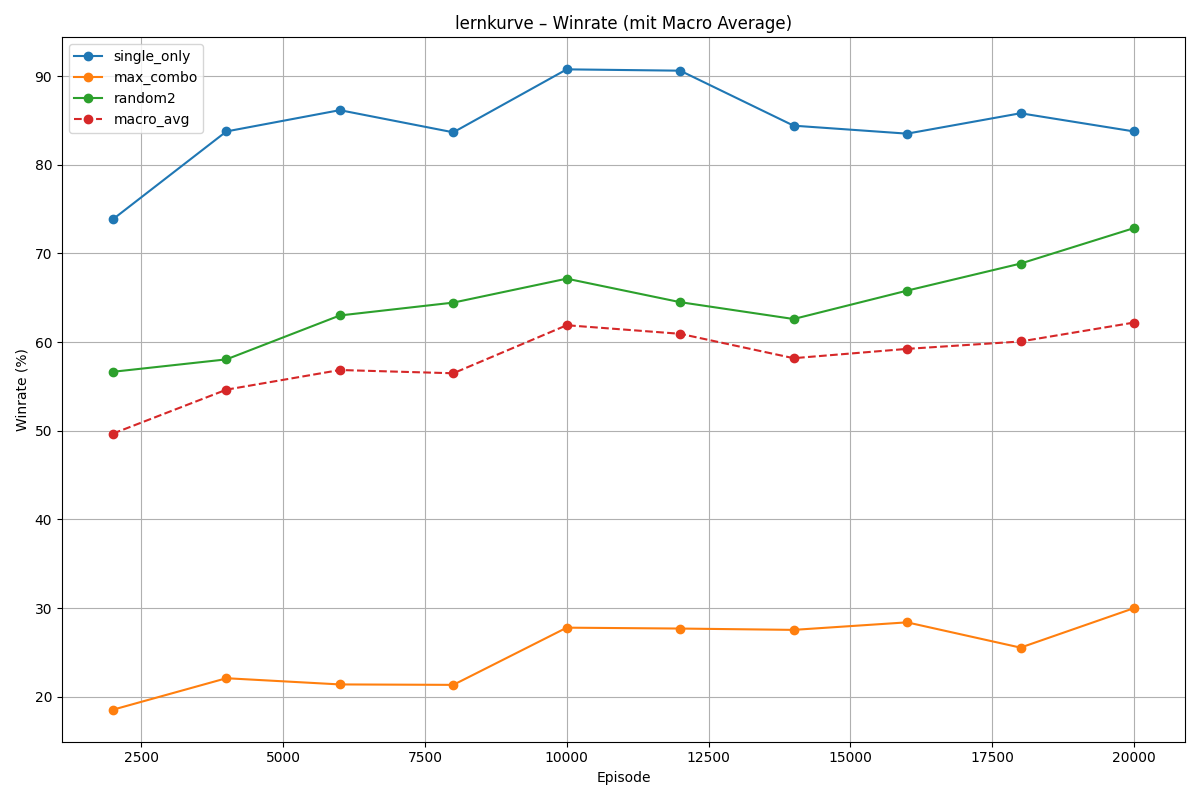 lernkurve – Winrate (mit Macro Average)
single_only
max_combo
random2
macro_avg
90
80
70
60
50
40
30
20
Winrate (%)
2500 5000 7500 10000 12500 15000 17500 20000
Episode